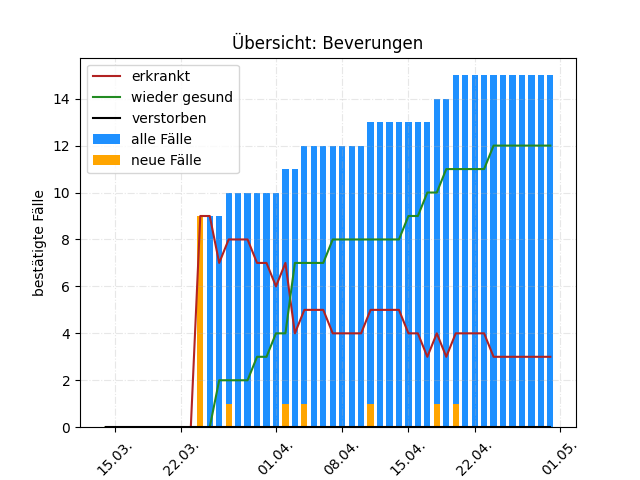 Übersicht: Beverungen
erkrankt
wieder gesund
verstorben
alle Fälle
neue Fälle
bestätigte Fälle
14
12
10
8
6
4
2
0
15.03.
22.03.
01.04.
08.04.
15.04.
22.04.
01.05.